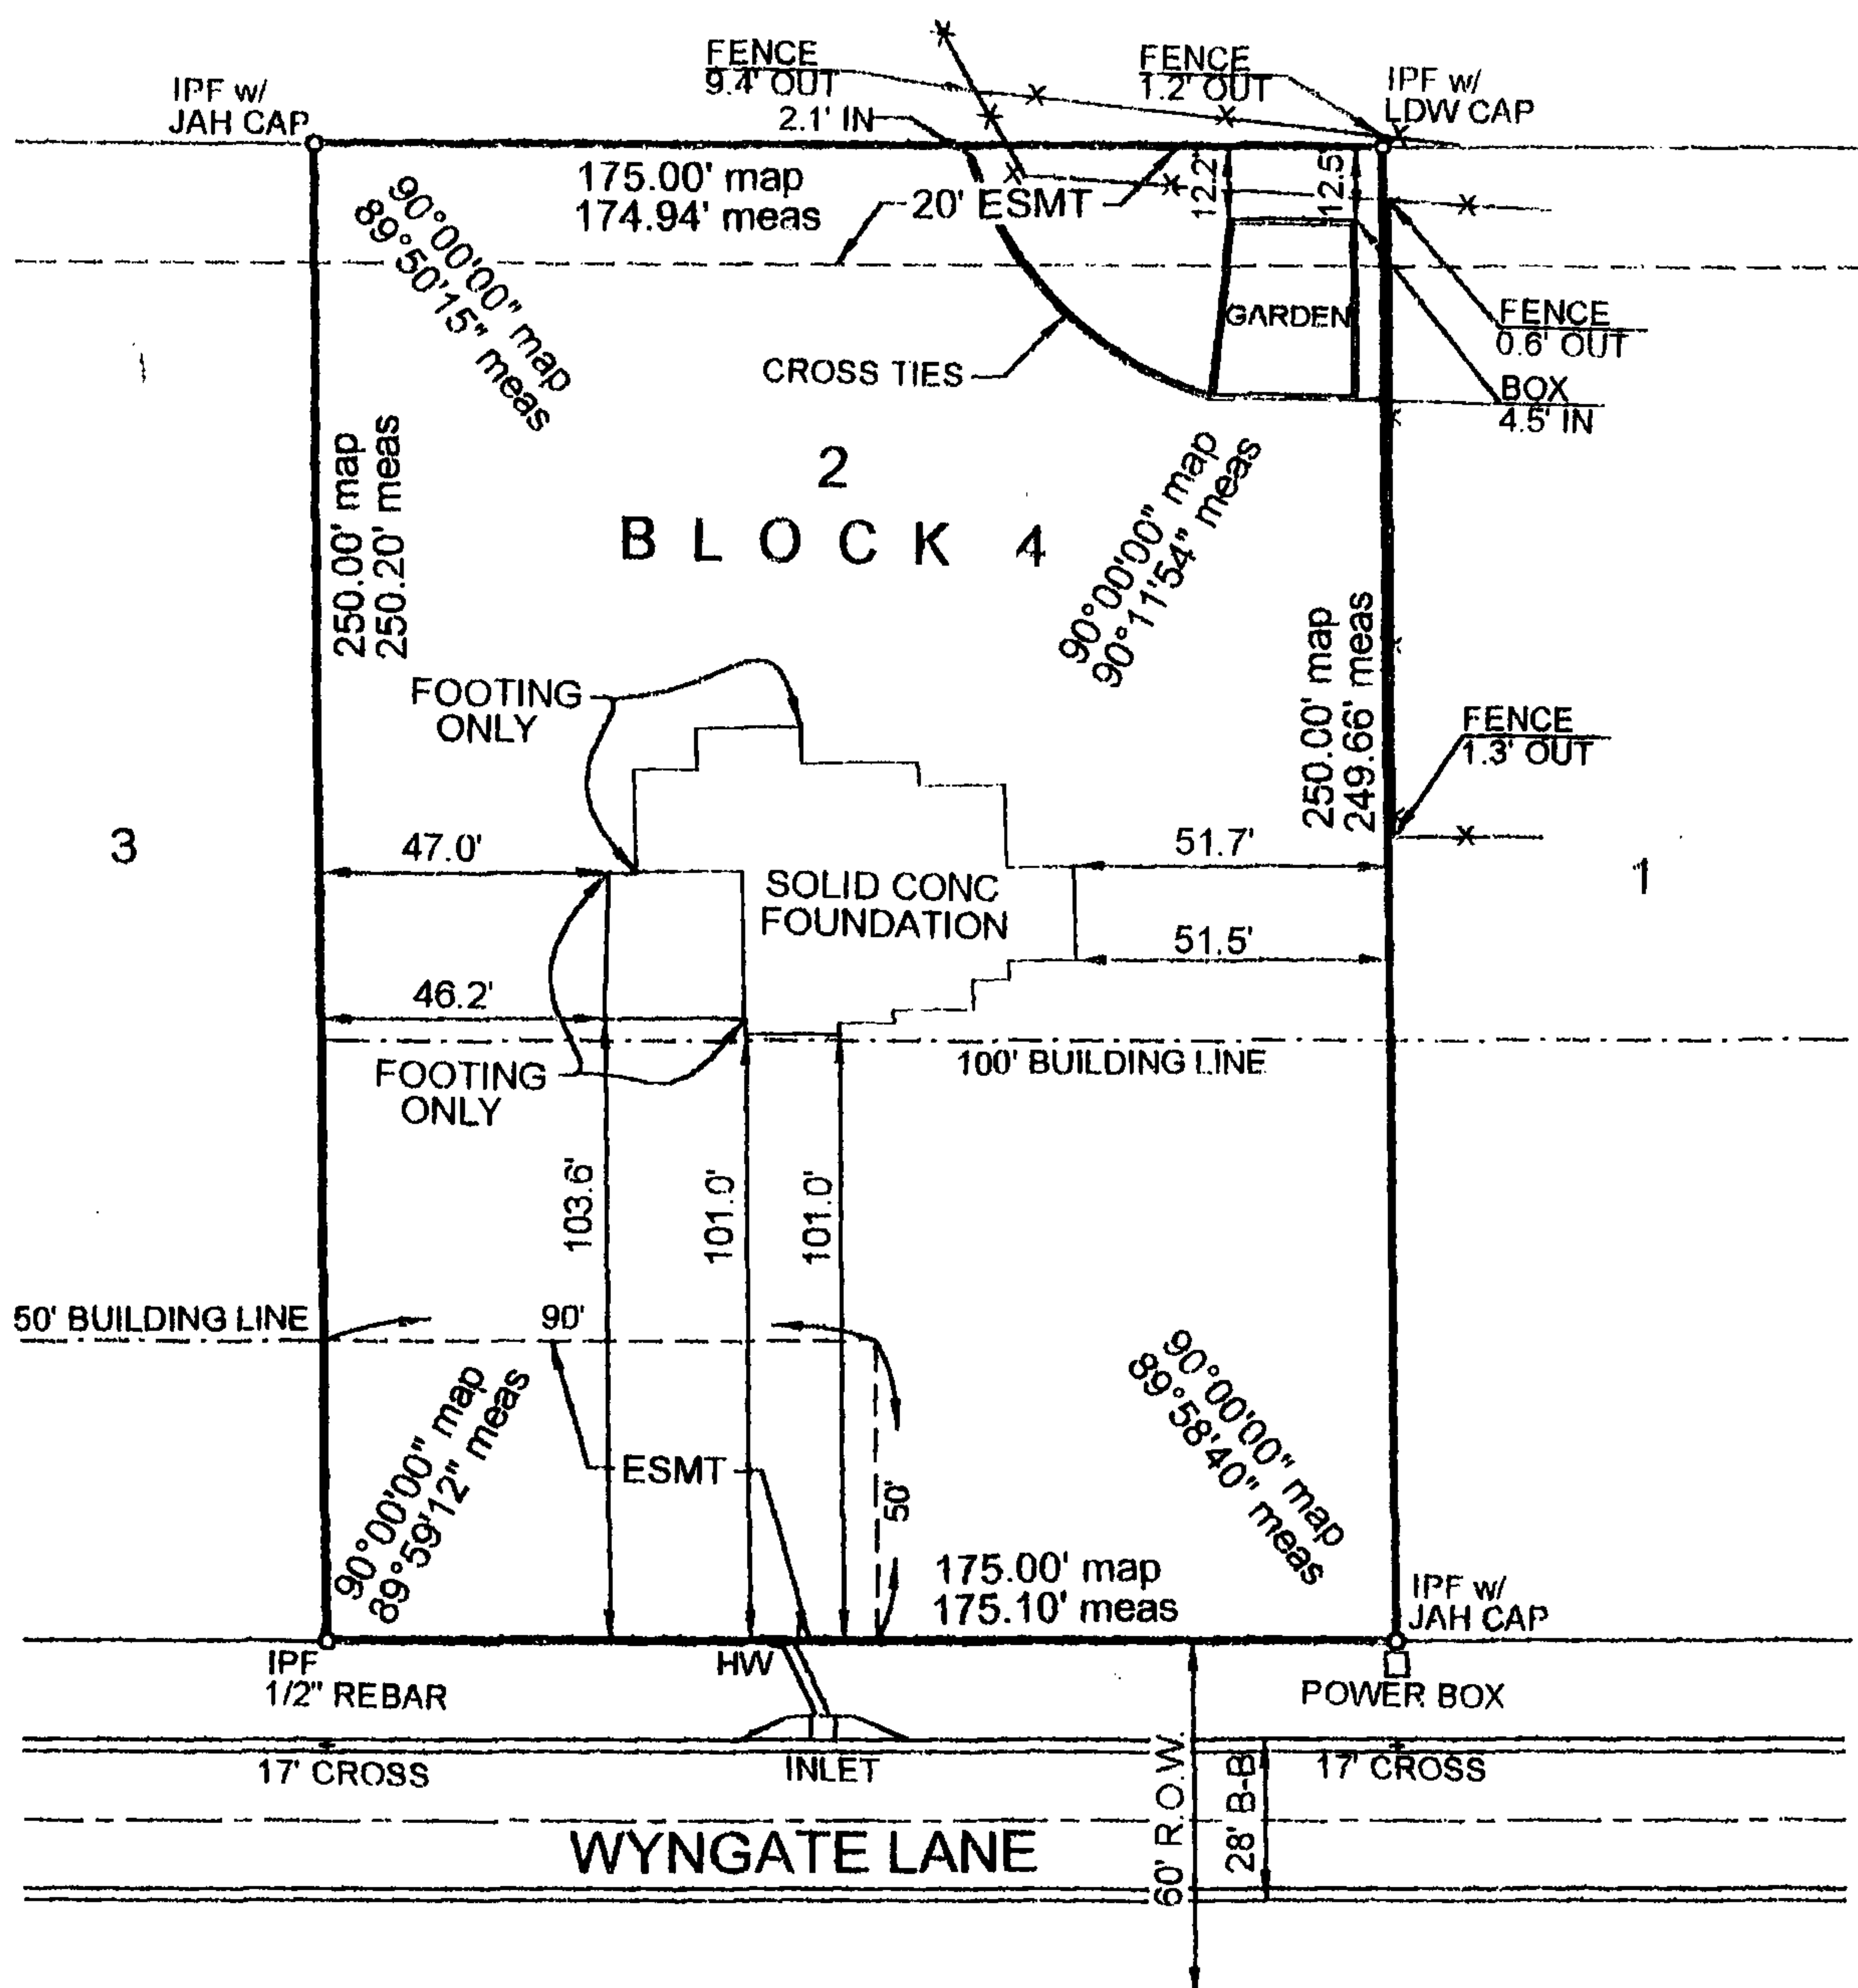 FENCE
9.4' OUT
2.1' IN
FENCE
1.2' OUT
IPF w/
LDW CAP
IPF w/
JAH CAP
175.00' map
174.94' meas
20' ESMT
12.2'
12.5'
90°00'00" map
89°50'15" meas
GARDEN
CROSS TIES
FENCE
0.6' OUT
BOX
4.5' IN
250.00' map
250.20' meas
2
BLOCK 4
90°00'00" map
90°11'54" meas
FOOTING
ONLY
250.00' map
249.66' meas
FENCE
1.3' OUT
3
47.0'
SOLID CONC
FOUNDATION
51.7'
1
51.5'
46.2'
100' BUILDING LINE
FOOTING
ONLY
103.6'
101.0'
101.0'
50' BUILDING LINE
90'
90°00'00" map
89°59'12" meas
ESMT
50'
90°00'00" map
89°58'40" meas
175.00' map
175.10' meas
IPF w/
JAH CAP
IPF
1/2" REBAR
HW
POWER BOX
17' CROSS
INLET
17' CROSS
60' R.O.W.
28' B-B
WYNGATE LANE